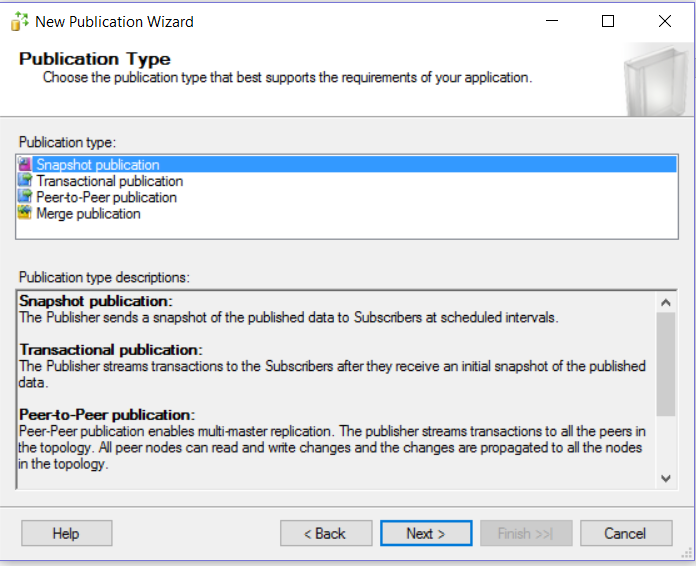 New Publication Wizard
Publication Type
Choose the publication type that best supports the requirements of your application.
Publication type:
Snapshot publication
Transactional publication
Peer-to-Peer publication
Merge publication
Publication type descriptions:
Snapshot publication:
The Publisher sends a snapshot of the published data to Subscribers at scheduled intervals.
Transactional publication:
The Publisher streams transactions to the Subscribers after they receive an initial snapshot of the published
data.
Peer-to-Peer publication:
Peer-Peer publication enables multi-master replication. The publisher streams transactions to all the peers in
the topology. All peer nodes can read and write changes and the changes are propagated to all the nodes
in the topology.
Help
< Back
Next >
Finish >>|
Cancel